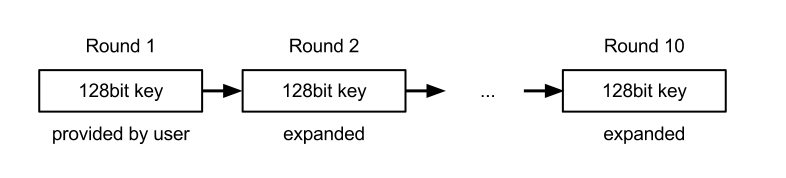 Round 1
Round 2
Round 10
128bit key
128bit key
...
128bit key
provided by user
expanded
expanded